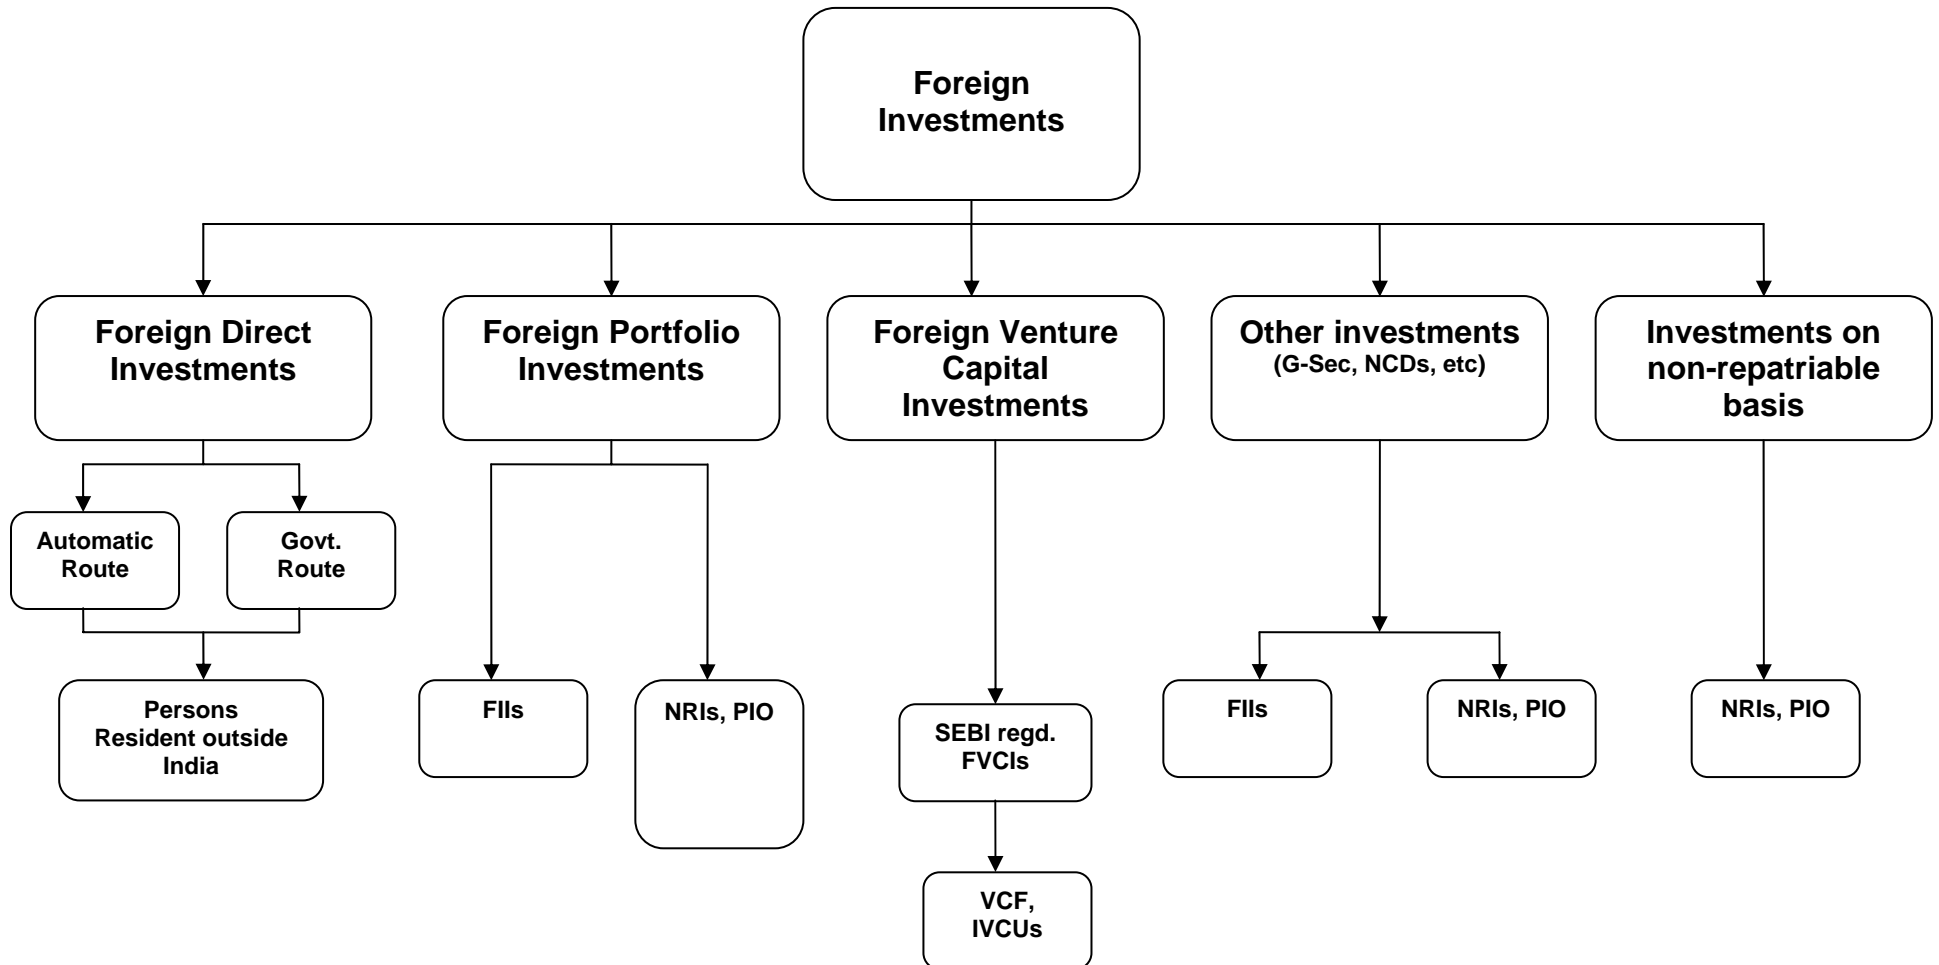 Foreign
Investments
Foreign Direct
Investments
Foreign Portfolio
Investments
Foreign Venture
Capital
Investments
Other investments
(G-Sec, NCDs, etc)
Investments on
non-repatriable
basis
Automatic
Route
Govt.
Route
Persons
Resident outside
India
FIIs
NRIs, PIO
SEBI regd.
FVCIs
VCF,
IVCUs
FIIs
NRIs, PIO
NRIs, PIO